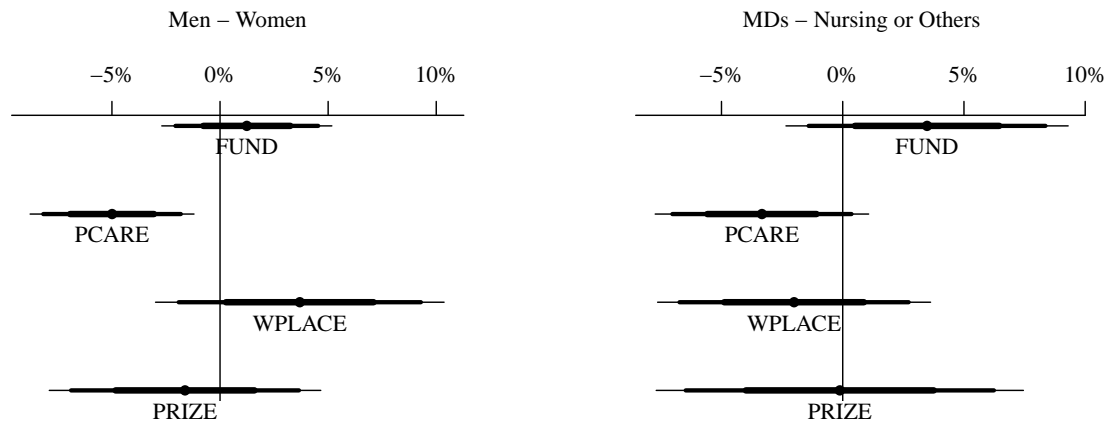 Men − Women
−5% 0% 5% 10%
FUND
PCARE
WPLACE
PRIZE
MDs − Nursing or Others
−5% 0% 5% 10%
FUND
PCARE
WPLACE
PRIZE